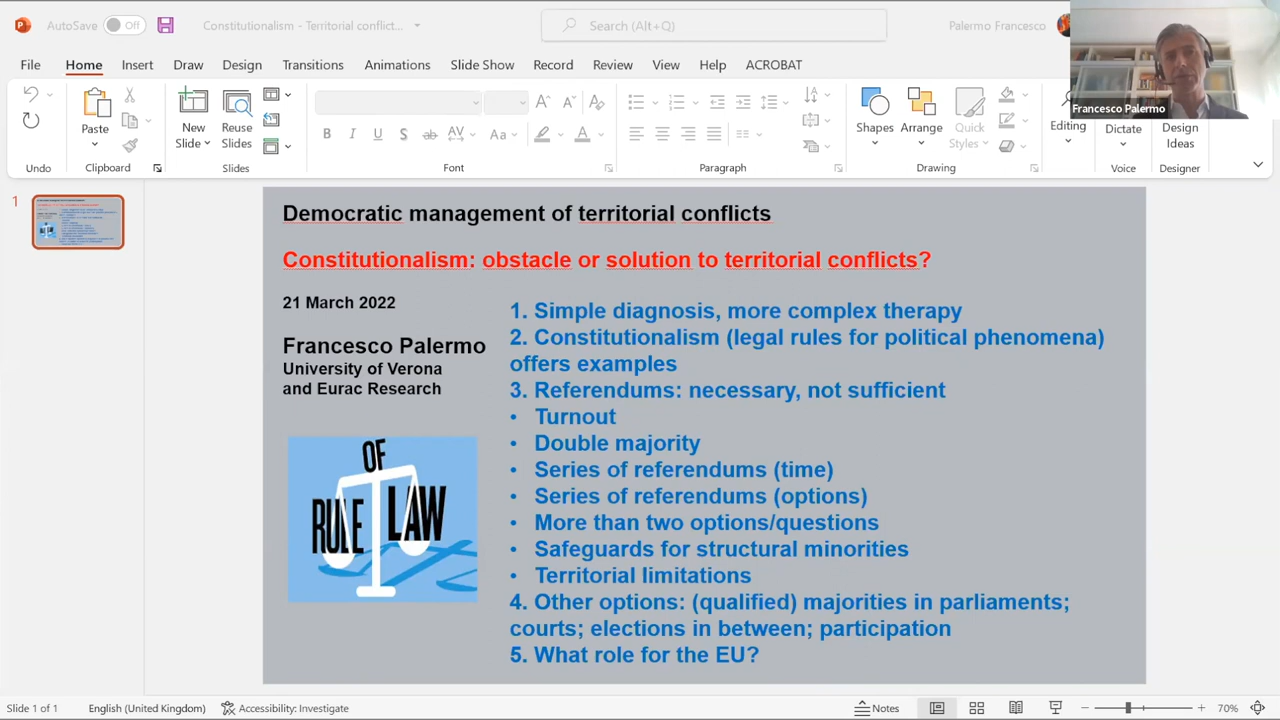 AutoSave
Off
Constitutionalism – Territorial conflict...
Search (Alt+Q)
Palermo Francesco
File
Home
Insert
Draw
Design
Transitions
Animations
Slide Show
Record
Review
View
Help
ACROBAT
Francesco Palermo
Paste
New
Slide
Reuse
Slides
Shapes
Arrange
Quick
Styles
Editing
Dictate
Design
Ideas
Undo
Clipboard
Slides
Font
Paragraph
Drawing
Voice
Designer
1
Democratic management of territorial conflicts
Constitutionalism: obstacle or solution to territorial conflicts?
21 March 2022
Francesco Palermo
University of Verona
and Eurac Research
RULE
OF
LAW
1. Simple diagnosis, more complex therapy
2. Constitutionalism (legal rules for political phenomena)
offers examples
3. Referendums: necessary, not sufficient
• Turnout
• Double majority
• Series of referendums (time)
• Series of referendums (options)
• More than two options/questions
• Safeguards for structural minorities
• Territorial limitations
4. Other options: (qualified) majorities in parliaments;
courts; elections in between; participation
5. What role for the EU?
Slide 1 of 1
English (United Kingdom)
Accessibility: Investigate
Notes
70%